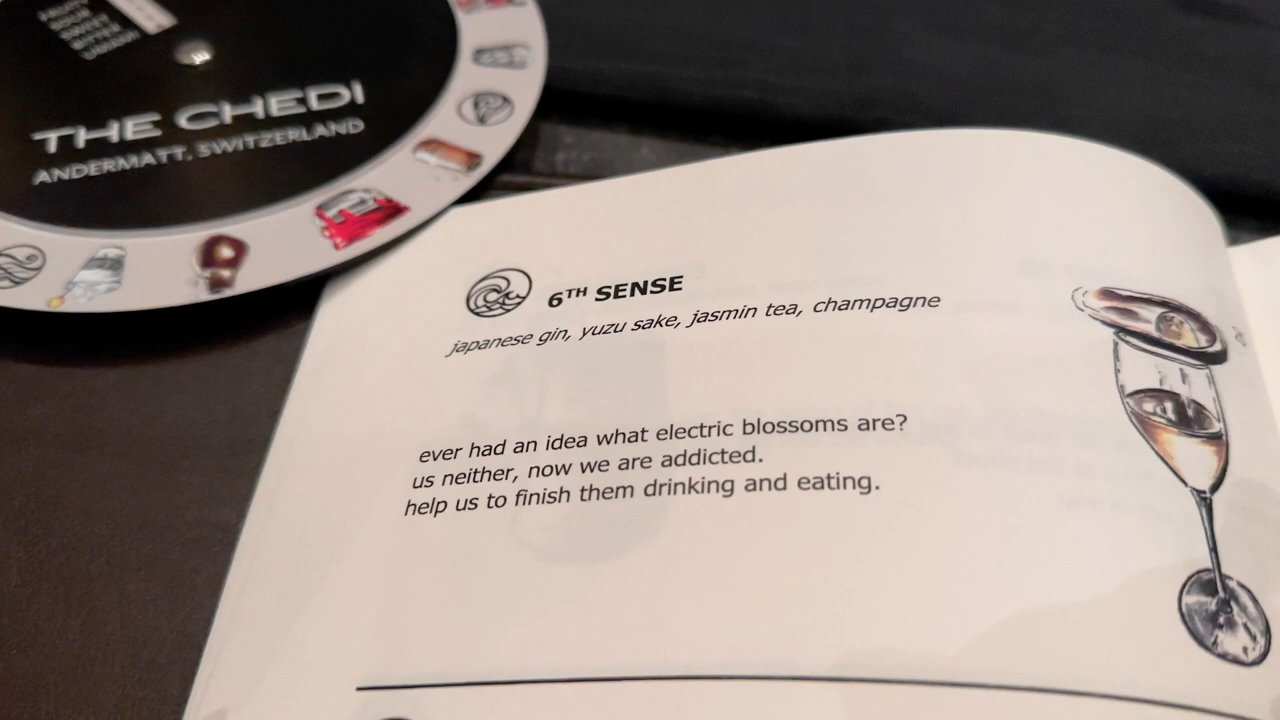 THE CHEDI
ANDERMATT, SWITZERLAND
6TH SENSE
japanese gin, yuzu sake, jasmin tea, champagne
ever had an idea what electric blossoms are?
us neither, now we are addicted.
help us to finish them drinking and eating.